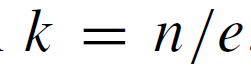 k = n/e